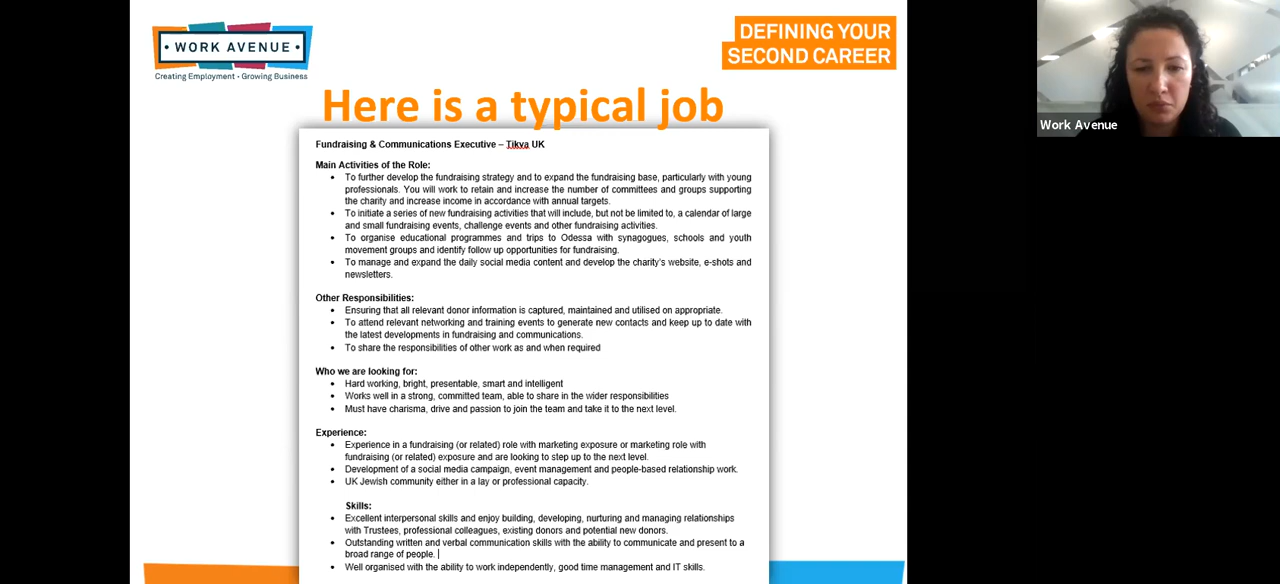 • WORK AVENUE •
Creating Employment • Growing Business
DEFINING YOUR
SECOND CAREER
Work Avenue
Here is a typical job
Fundraising & Communications Executive – Tikva UK
Main Activities of the Role:
• To further develop the fundraising strategy and to expand the fundraising base, particularly with young
professionals. You will work to retain and increase the number of committees and groups supporting
the charity and increase income in accordance with annual targets.
• To initiate a series of new fundraising activities that will include, but not be limited to, a calendar of large
and small fundraising events, challenge events and other fundraising activities.
• To organise educational programmes and trips to Odessa with synagogues, schools and youth
movement groups and identify follow up opportunities for fundraising.
• To manage and expand the daily social media content and develop the charity's website, e-shots and
newsletters.
Other Responsibilities:
• Ensuring that all relevant donor information is captured, maintained and utilised on appropriate.
• To attend relevant networking and training events to generate new contacts and keep up to date with
the latest developments in fundraising and communications.
• To share the responsibilities of other work as and when required
Who we are looking for:
• Hard working, bright, presentable, smart and intelligent
• Works well in a strong, committed team, able to share in the wider responsibilities
• Must have charisma, drive and passion to join the team and take it to the next level.
Experience:
• Experience in a fundraising (or related) role with marketing exposure or marketing role with
fundraising (or related) exposure and are looking to step up to the next level.
• Development of a social media campaign, event management and people-based relationship work.
• UK Jewish community either in a lay or professional capacity.
Skills:
• Excellent interpersonal skills and enjoy building, developing, nurturing and managing relationships
with Trustees, professional colleagues, existing donors and potential new donors.
• Outstanding written and verbal communication skills with the ability to communicate and present to a
broad range of people.
• Well organised with the ability to work independently, good time management and IT skills.